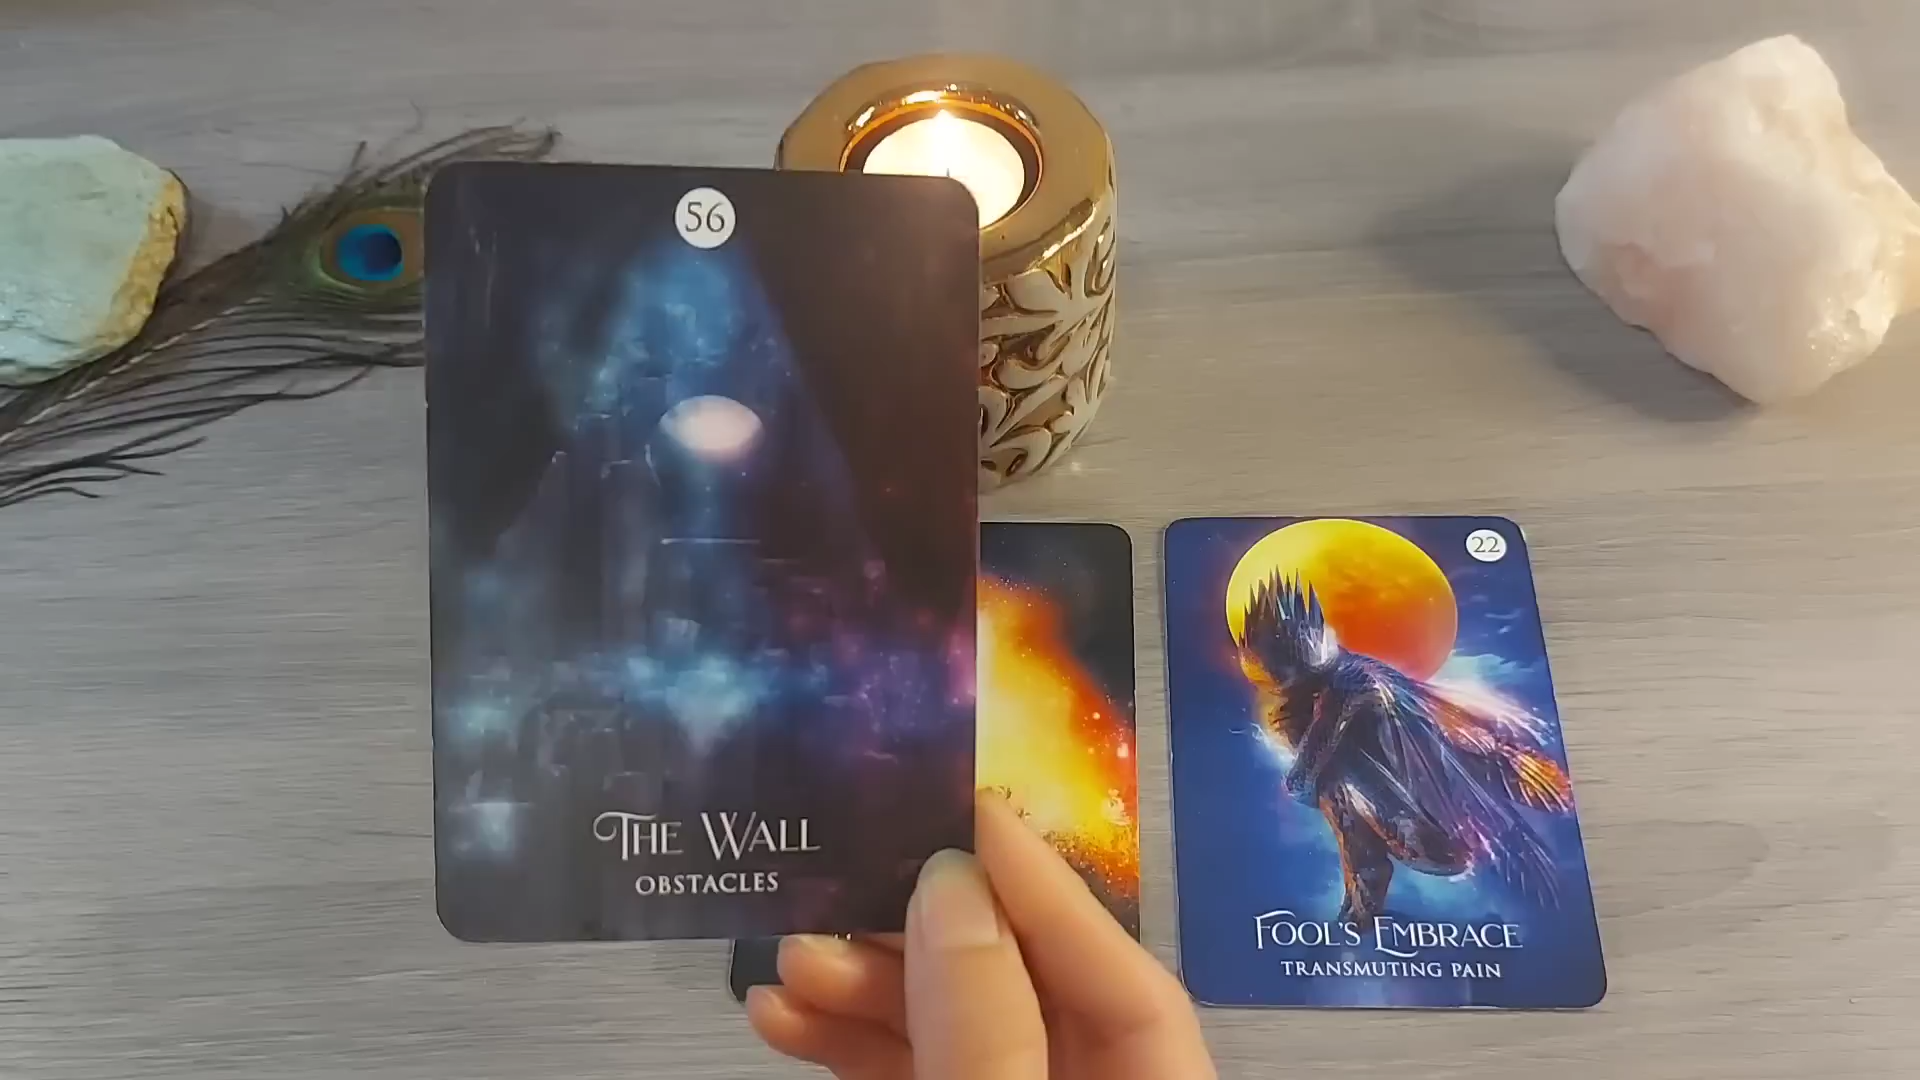 56
THE WALL
OBSTACLES
22
FOOL'S EMBRACE
TRANSMUTING PAIN